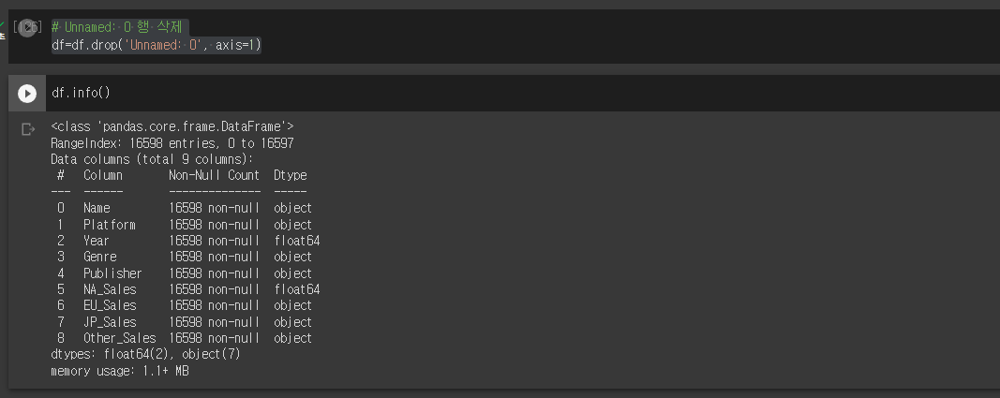 # Unnamed: 0 행 삭제
df=df.drop('Unnamed: 0', axis=1)
df.info()
<class 'pandas.core.frame.DataFrame'>
RangeIndex: 16598 entries, 0 to 16597
Data columns (total 9 columns):
#   Column       Non-Null Count  Dtype
---  ------       --------------  -----
0   Name         16598 non-null  object
1   Platform     16598 non-null  object
2   Year         16598 non-null  float64
3   Genre        16598 non-null  object
4   Publisher    16598 non-null  object
5   NA_Sales     16598 non-null  float64
6   EU_Sales     16598 non-null  object
7   JP_Sales     16598 non-null  object
8   Other_Sales  16598 non-null  object
dtypes: float64(2), object(7)
memory usage: 1.1+ MB